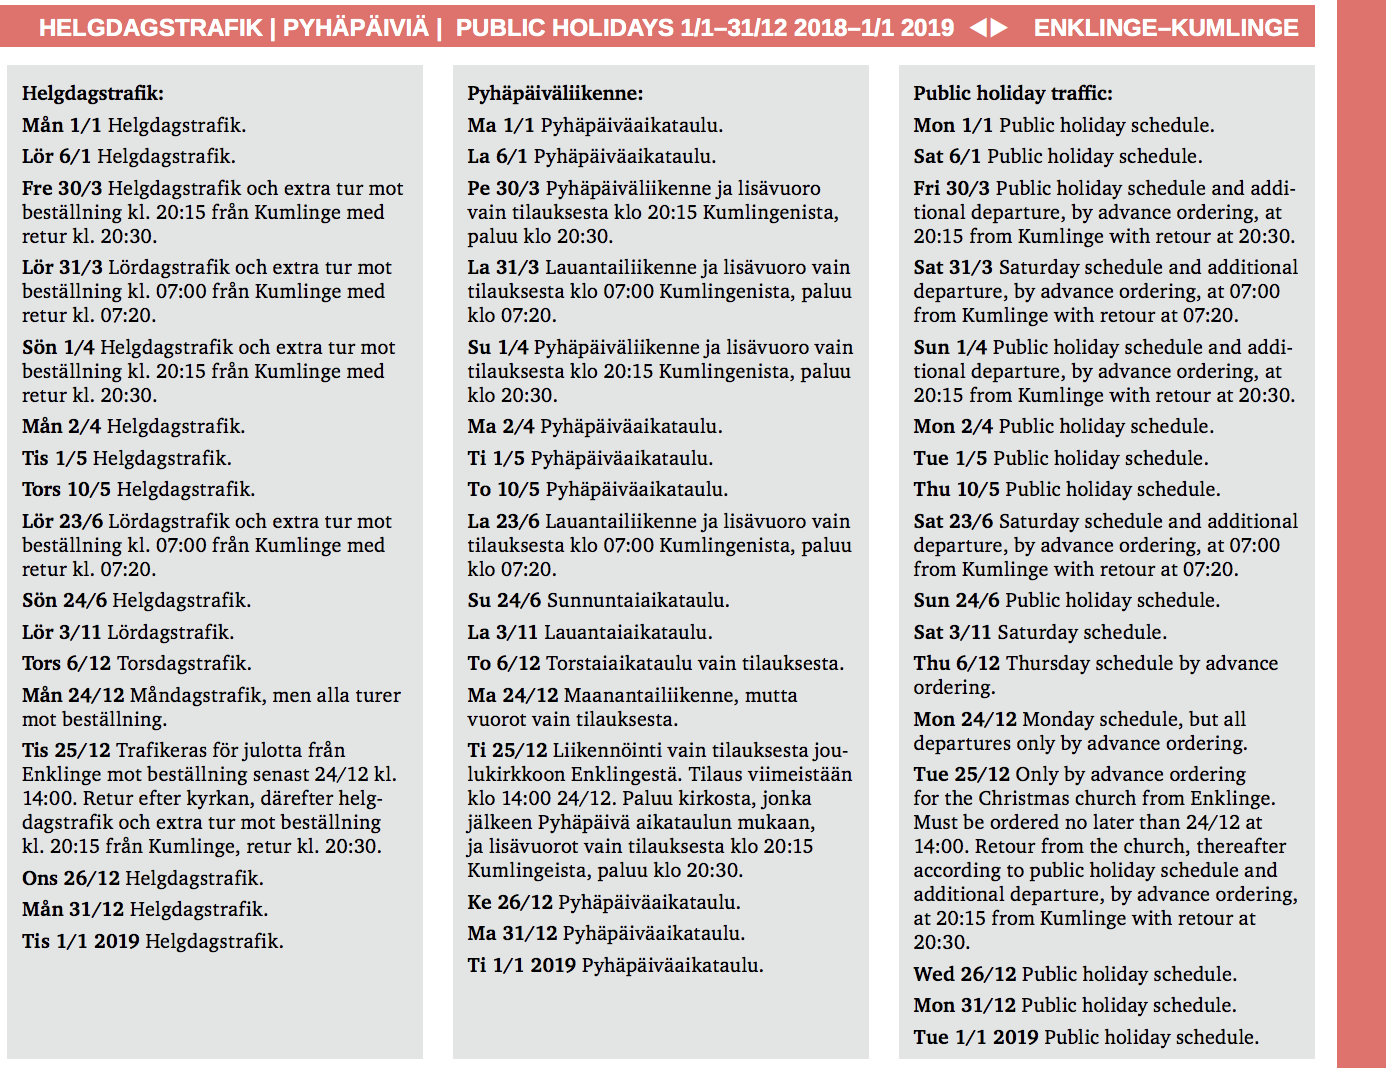 HELGDAGSTRAFIK | PYHÄPÄIVIÄ | PUBLIC HOLIDAYS 1/1–31/12 2018–1/1 2019 ◀▶ ENKLINGE–KUMLINGE
Helgdagstrafik:
Mån 1/1 Helgdagstrafik.
Lör 6/1 Helgdagstrafik.
Fre 30/3 Helgdagstrafik och extra tur mot
beställning kl. 20:15 från Kumlinge med
retur kl. 20:30.
Lör 31/3 Lördagstrafik och extra tur mot
beställning kl. 07:00 från Kumlinge med
retur kl. 07:20.
Sön 1/4 Helgdagstrafik och extra tur mot
beställning kl. 20:15 från Kumlinge med
retur kl. 20:30.
Mån 2/4 Helgdagstrafik.
Tis 1/5 Helgdagstrafik.
Tors 10/5 Helgdagstrafik.
Lör 23/6 Lördagstrafik och extra tur mot
beställning kl. 07:00 från Kumlinge med
retur kl. 07:20.
Sön 24/6 Helgdagstrafik.
Lör 3/11 Lördagstrafik.
Tors 6/12 Torsdagstrafik.
Mån 24/12 Måndagstrafik, men alla turer
mot beställning.
Tis 25/12 Trafikeras för julotta från
Enklinge mot beställning senast 24/12 kl.
14:00. Retur efter kyrkan, därefter helg-
dagstrafik och extra tur mot beställning
kl. 20:15 från Kumlinge, retur kl. 20:30.
Ons 26/12 Helgdagstrafik.
Mån 31/12 Helgdagstrafik.
Tis 1/1 2019 Helgdagstrafik.
Pyhäpäiväliikenne:
Ma 1/1 Pyhäpäiväaikataulu.
La 6/1 Pyhäpäiväaikataulu.
Pe 30/3 Pyhäpäiväliikenne ja lisävuoro
vain tilauksesta klo 20:15 Kumlingenista,
paluu klo 20:30.
La 31/3 Lauantailiikenne ja lisävuoro vain
tilauksesta klo 07:00 Kumlingenista, paluu
klo 07:20.
Su 1/4 Pyhäpäiväliikenne ja lisävuoro vain
tilauksesta klo 20:15 Kumlingenista, paluu
klo 20:30.
Ma 2/4 Pyhäpäiväaikataulu.
Ti 1/5 Pyhäpäiväaikataulu.
To 10/5 Pyhäpäiväaikataulu.
La 23/6 Lauantailiikenne ja lisävuoro vain
tilauksesta klo 07:00 Kumlingenista, paluu
klo 07:20.
Su 24/6 Sunnuntaiaikataulu.
La 3/11 Lauantaiaikataulu.
To 6/12 Torstaiaikataulu vain tilauksesta.
Ma 24/12 Maanantailiikenne, mutta
vuorot vain tilauksesta.
Ti 25/12 Liikennöinti vain tilauksesta jou-
lukirkkoon Enklingestä. Tilaus viimeistään
klo 14:00 24/12. Paluu kirkosta, jonka
jälkeen Pyhäpäivä aikataulun mukaan,
ja lisävuorot vain tilauksesta klo 20:15
Kumlingeista, paluu klo 20:30.
Ke 26/12 Pyhäpäiväaikataulu.
Ma 31/12 Pyhäpäiväaikataulu.
Ti 1/1 2019 Pyhäpäiväaikataulu.
Public holiday traffic:
Mon 1/1 Public holiday schedule.
Sat 6/1 Public holiday schedule.
Fri 30/3 Public holiday schedule and addi-
tional departure, by advance ordering, at
20:15 from Kumlinge with retour at 20:30.
Sat 31/3 Saturday schedule and additional
departure, by advance ordering, at 07:00
from Kumlinge with retour at 07:20.
Sun 1/4 Public holiday schedule and addi-
tional departure, by advance ordering, at
20:15 from Kumlinge with retour at 20:30.
Mon 2/4 Public holiday schedule.
Tue 1/5 Public holiday schedule.
Thu 10/5 Public holiday schedule.
Sat 23/6 Saturday schedule and additional
departure, by advance ordering, at 07:00
from Kumlinge with retour at 07:20.
Sun 24/6 Public holiday schedule.
Sat 3/11 Saturday schedule.
Thu 6/12 Thursday schedule by advance
ordering.
Mon 24/12 Monday schedule, but all
departures only by advance ordering.
Tue 25/12 Only by advance ordering
for the Christmas church from Enklinge.
Must be ordered no later than 24/12 at
14:00. Retour from the church, thereafter
according to public holiday schedule and
additional departure, by advance ordering,
at 20:15 from Kumlinge with retour at
20:30.
Wed 26/12 Public holiday schedule.
Mon 31/12 Public holiday schedule.
Tue 1/1 2019 Public holiday schedule.